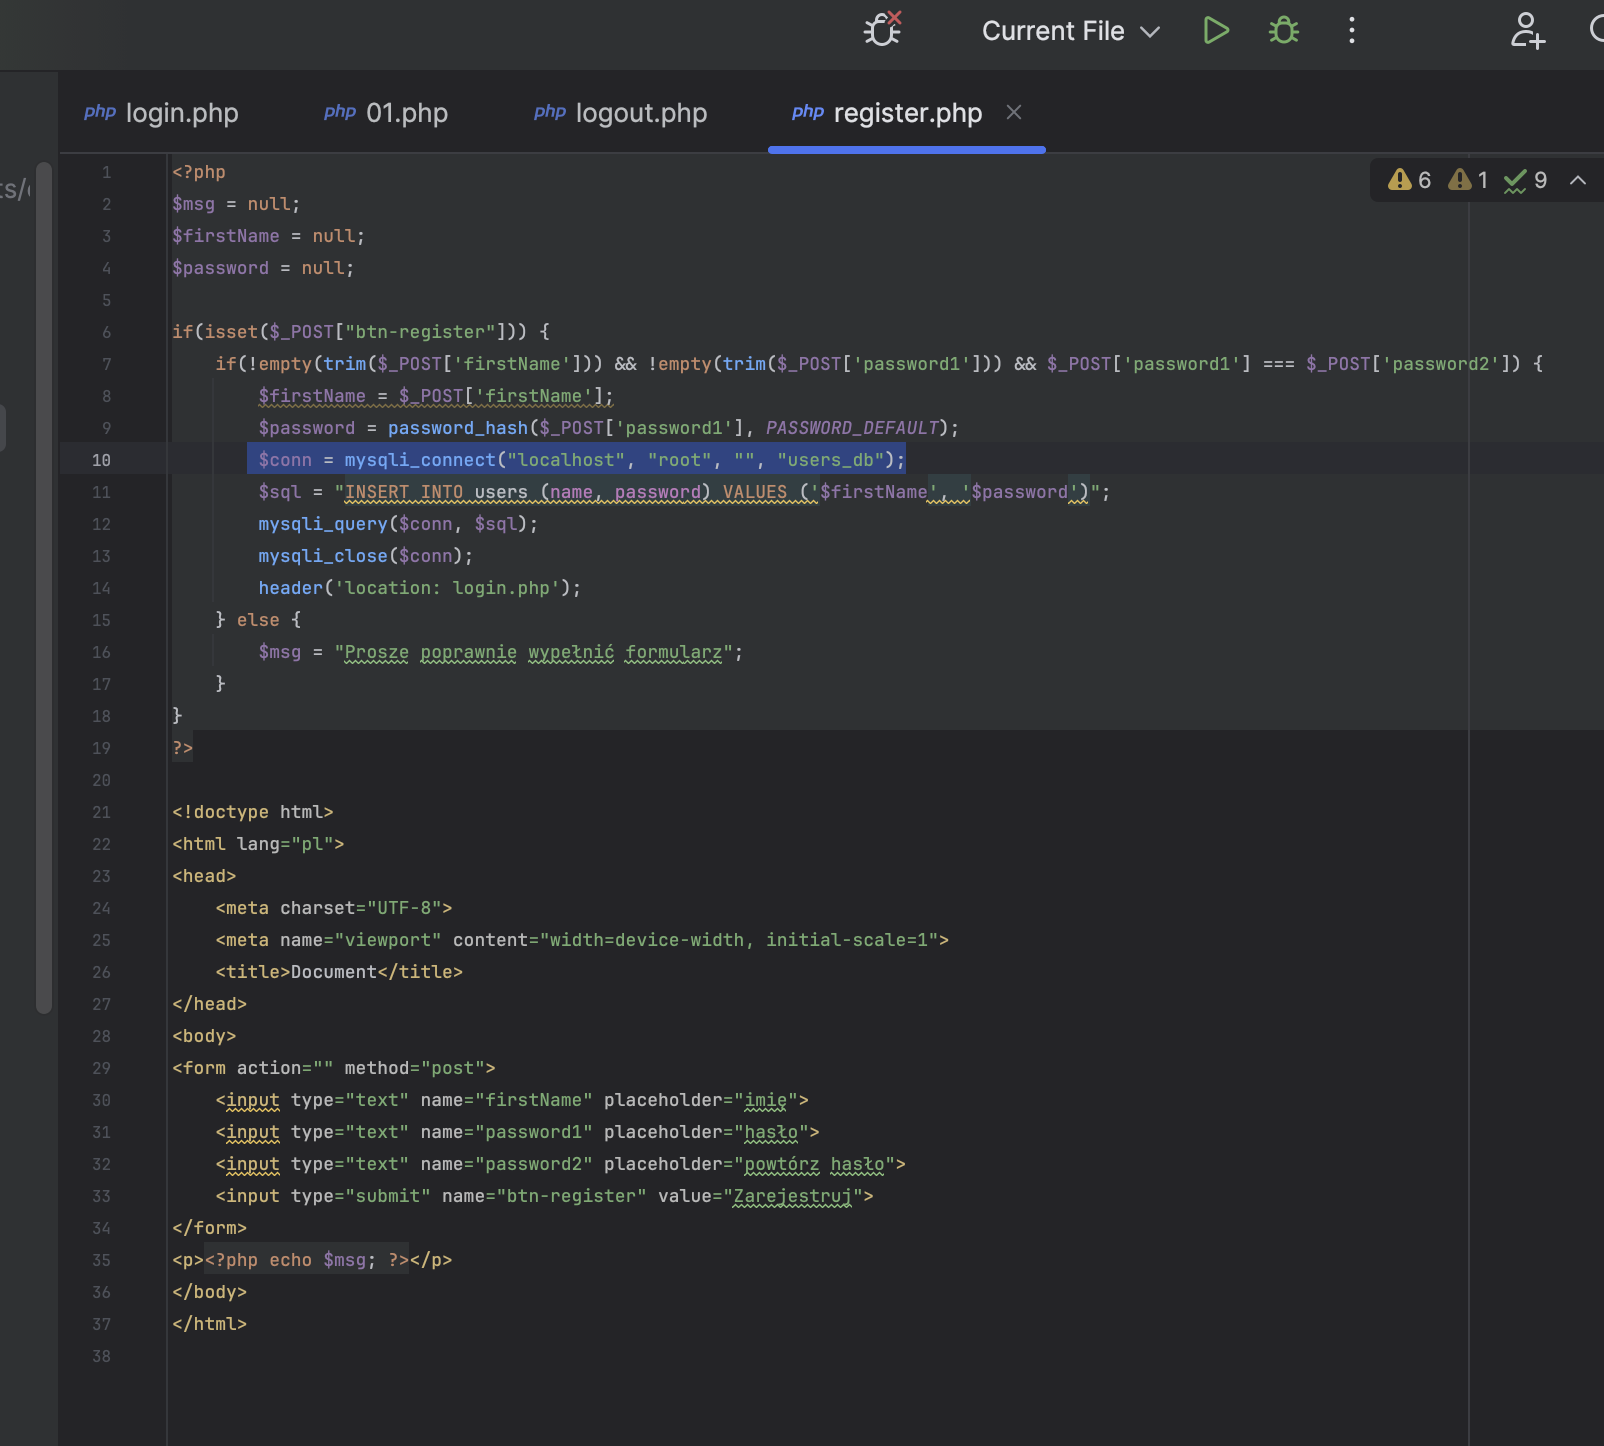 Current File
php login.php
php 01.php
php logout.php
php register.php
6 1 9
1 <?php
2 $msg = null;
3 $firstName = null;
4 $password = null;
5
6 if(isset($_POST["btn-register"])) {
7     if(!empty(trim($_POST['firstName'])) && !empty(trim($_POST['password1'])) && $_POST['password1'] === $_POST['password2']) {
8         $firstName = $_POST['firstName'];
9         $password = password_hash($_POST['password1'], PASSWORD_DEFAULT);
10         $conn = mysqli_connect("localhost", "root", "", "users_db");
11         $sql = "INSERT INTO users (name, password) VALUES ('$firstName', '$password')";
12         mysqli_query($conn, $sql);
13         mysqli_close($conn);
14         header('location: login.php');
15     } else {
16         $msg = "Prosze poprawnie wypełnić formularz";
17     }
18 }
19 ?>
20
21 <!doctype html>
22 <html lang="pl">
23 <head>
24     <meta charset="UTF-8">
25     <meta name="viewport" content="width=device-width, initial-scale=1">
26     <title>Document</title>
27 </head>
28 <body>
29 <form action="" method="post">
30     <input type="text" name="firstName" placeholder="imię">
31     <input type="text" name="password1" placeholder="hasło">
32     <input type="text" name="password2" placeholder="powtórz hasło">
33     <input type="submit" name="btn-register" value="Zarejestruj">
34 </form>
35 <p><?php echo $msg; ?></p>
36 </body>
37 </html>
38